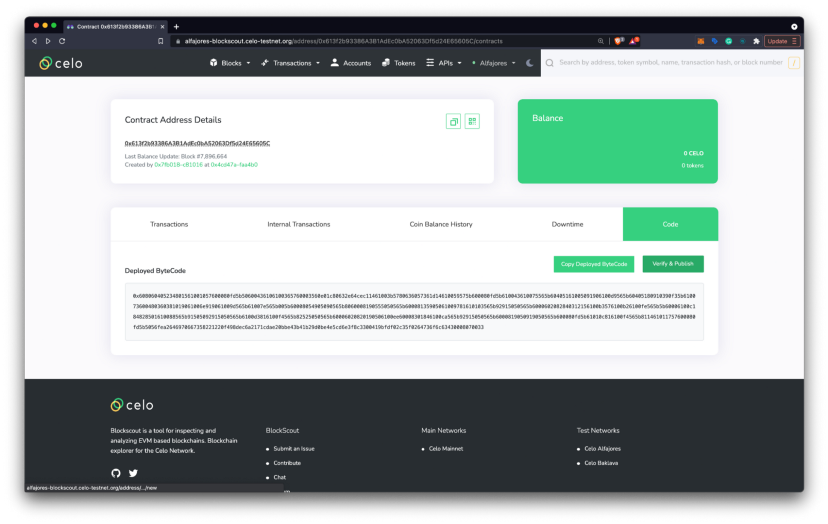 Contract 0x613f2b93386A3B1
alfajores-blockscout.celo-testnet.org/address/0x613f2b93386A3B1AdEc0bA52063Df5d24E65605C/contracts
Update
celo
Blocks
Transactions
Accounts
Tokens
APIs
Alfajores
Search by address, token symbol, name, transaction hash, or block number
/
Contract Address Details
0x613f2b93386A3B1AdEc0bA52063Df5d24E65605C
Last Balance Update: Block #7,896,664
Created by 0x7fb018-c81016 at 0x4cd47a-faa4b0
Balance
0 CELO
0 tokens
Transactions
Internal Transactions
Coin Balance History
Downtime
Code
Deployed ByteCode
Copy Deployed ByteCode
Verify & Publish
celo
Blockscout is a tool for inspecting and
analyzing EVM based blockchains. Blockchain
explorer for the Celo Network.
BlockScout
Submit an Issue
Contribute
Chat
Main Networks
Celo Mainnet
Test Networks
Celo Alfajores
Celo Baklava
alfajores-blockscout.celo-testnet.org/address/.../new